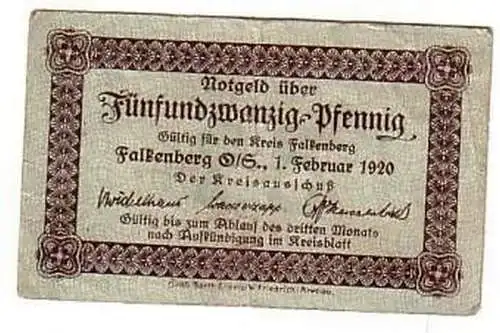 Notgeld über
Fünfundzwanzig-Pfennig
Gültig für den Kreis Falkenberg
Falkenberg O/S., 1. Februar 1920
Der Kreisausschuß
Gültig bis zum Ablauf des dritten Monats
nach Aufkündigung im Kreisblatt